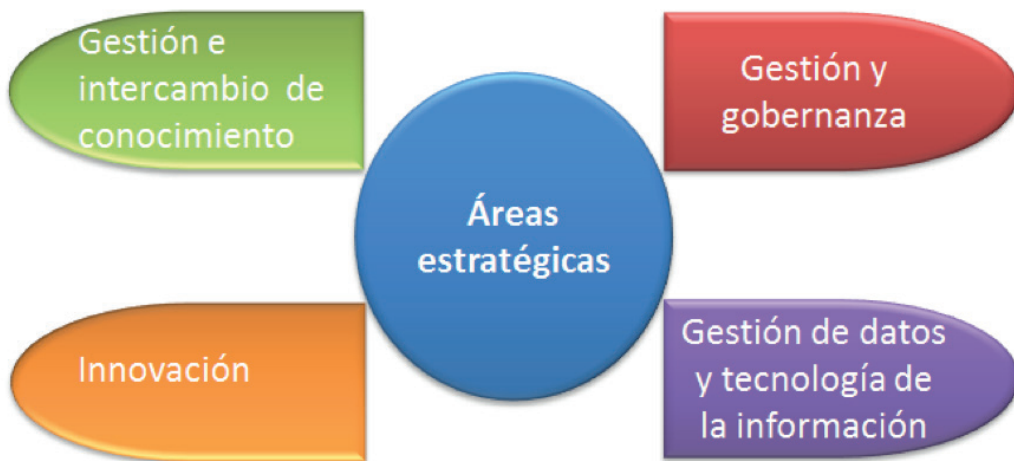 Gestión e
intercambio de
conocimiento
Gestión y
gobernanza
Áreas
estratégicas
Innovación
Gestión de datos
y tecnología de
la información